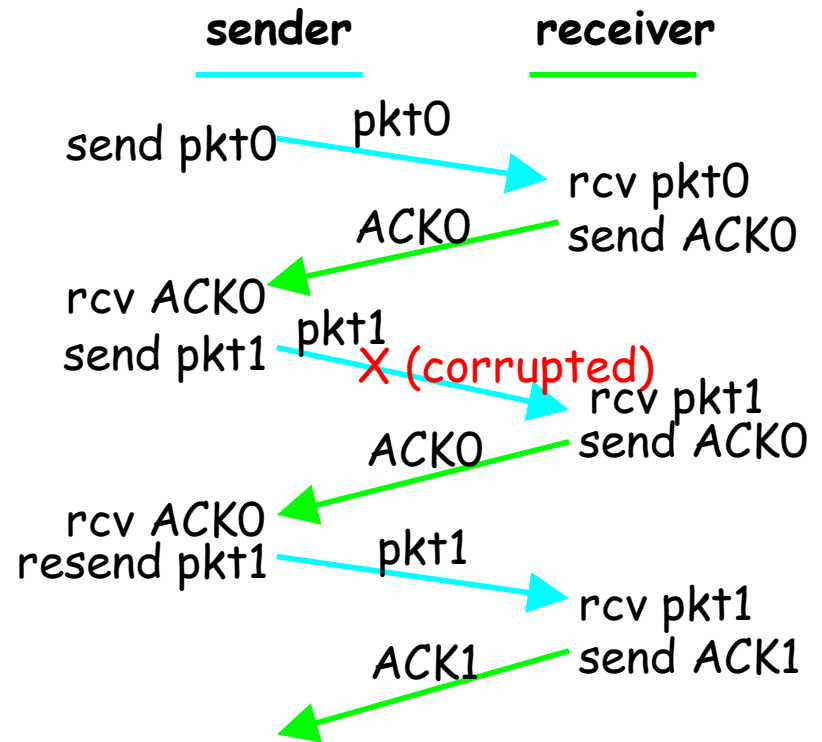 sender receiver
send pkt0 pkt0
rcv pkt0
ACK0 send ACK0
rcv ACK0
send pkt1 pkt1
X (corrupted)
rcv pkt1
ACK0 send ACK0
rcv ACK0
resend pkt1 pkt1
rcv pkt1
ACK1 send ACK1